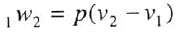 ₁w₂ = p(v₂ − v₁)